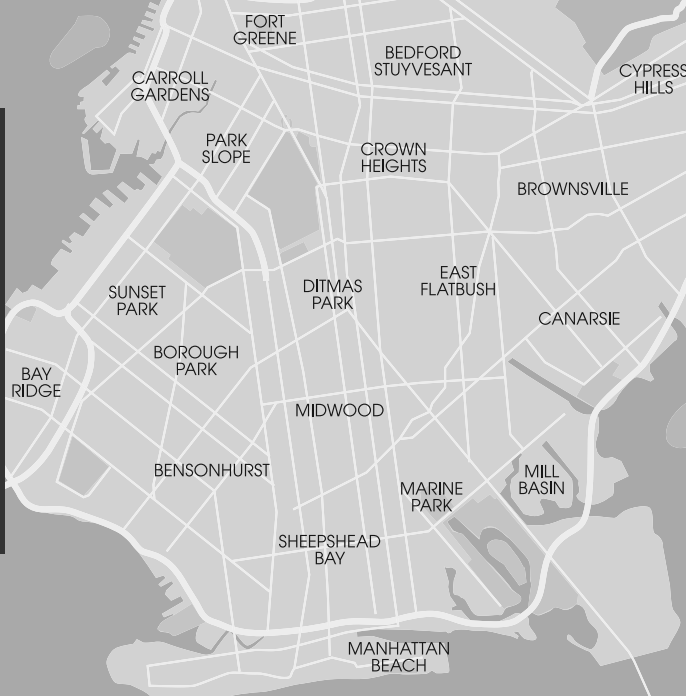 FORT
GREENE
BEDFORD
STUYVESANT
CYPRESS
HILLS
CARROLL
GARDENS
PARK
SLOPE
CROWN
HEIGHTS
BROWNSVILLE
SUNSET
PARK
DITMAS
PARK
EAST
FLATBUSH
CANARSIE
BOROUGH
PARK
BAY
RIDGE
MIDWOOD
BENSONHURST
MARINE
PARK
MILL
BASIN
SHEEPSHEAD
BAY
MANHATTAN
BEACH